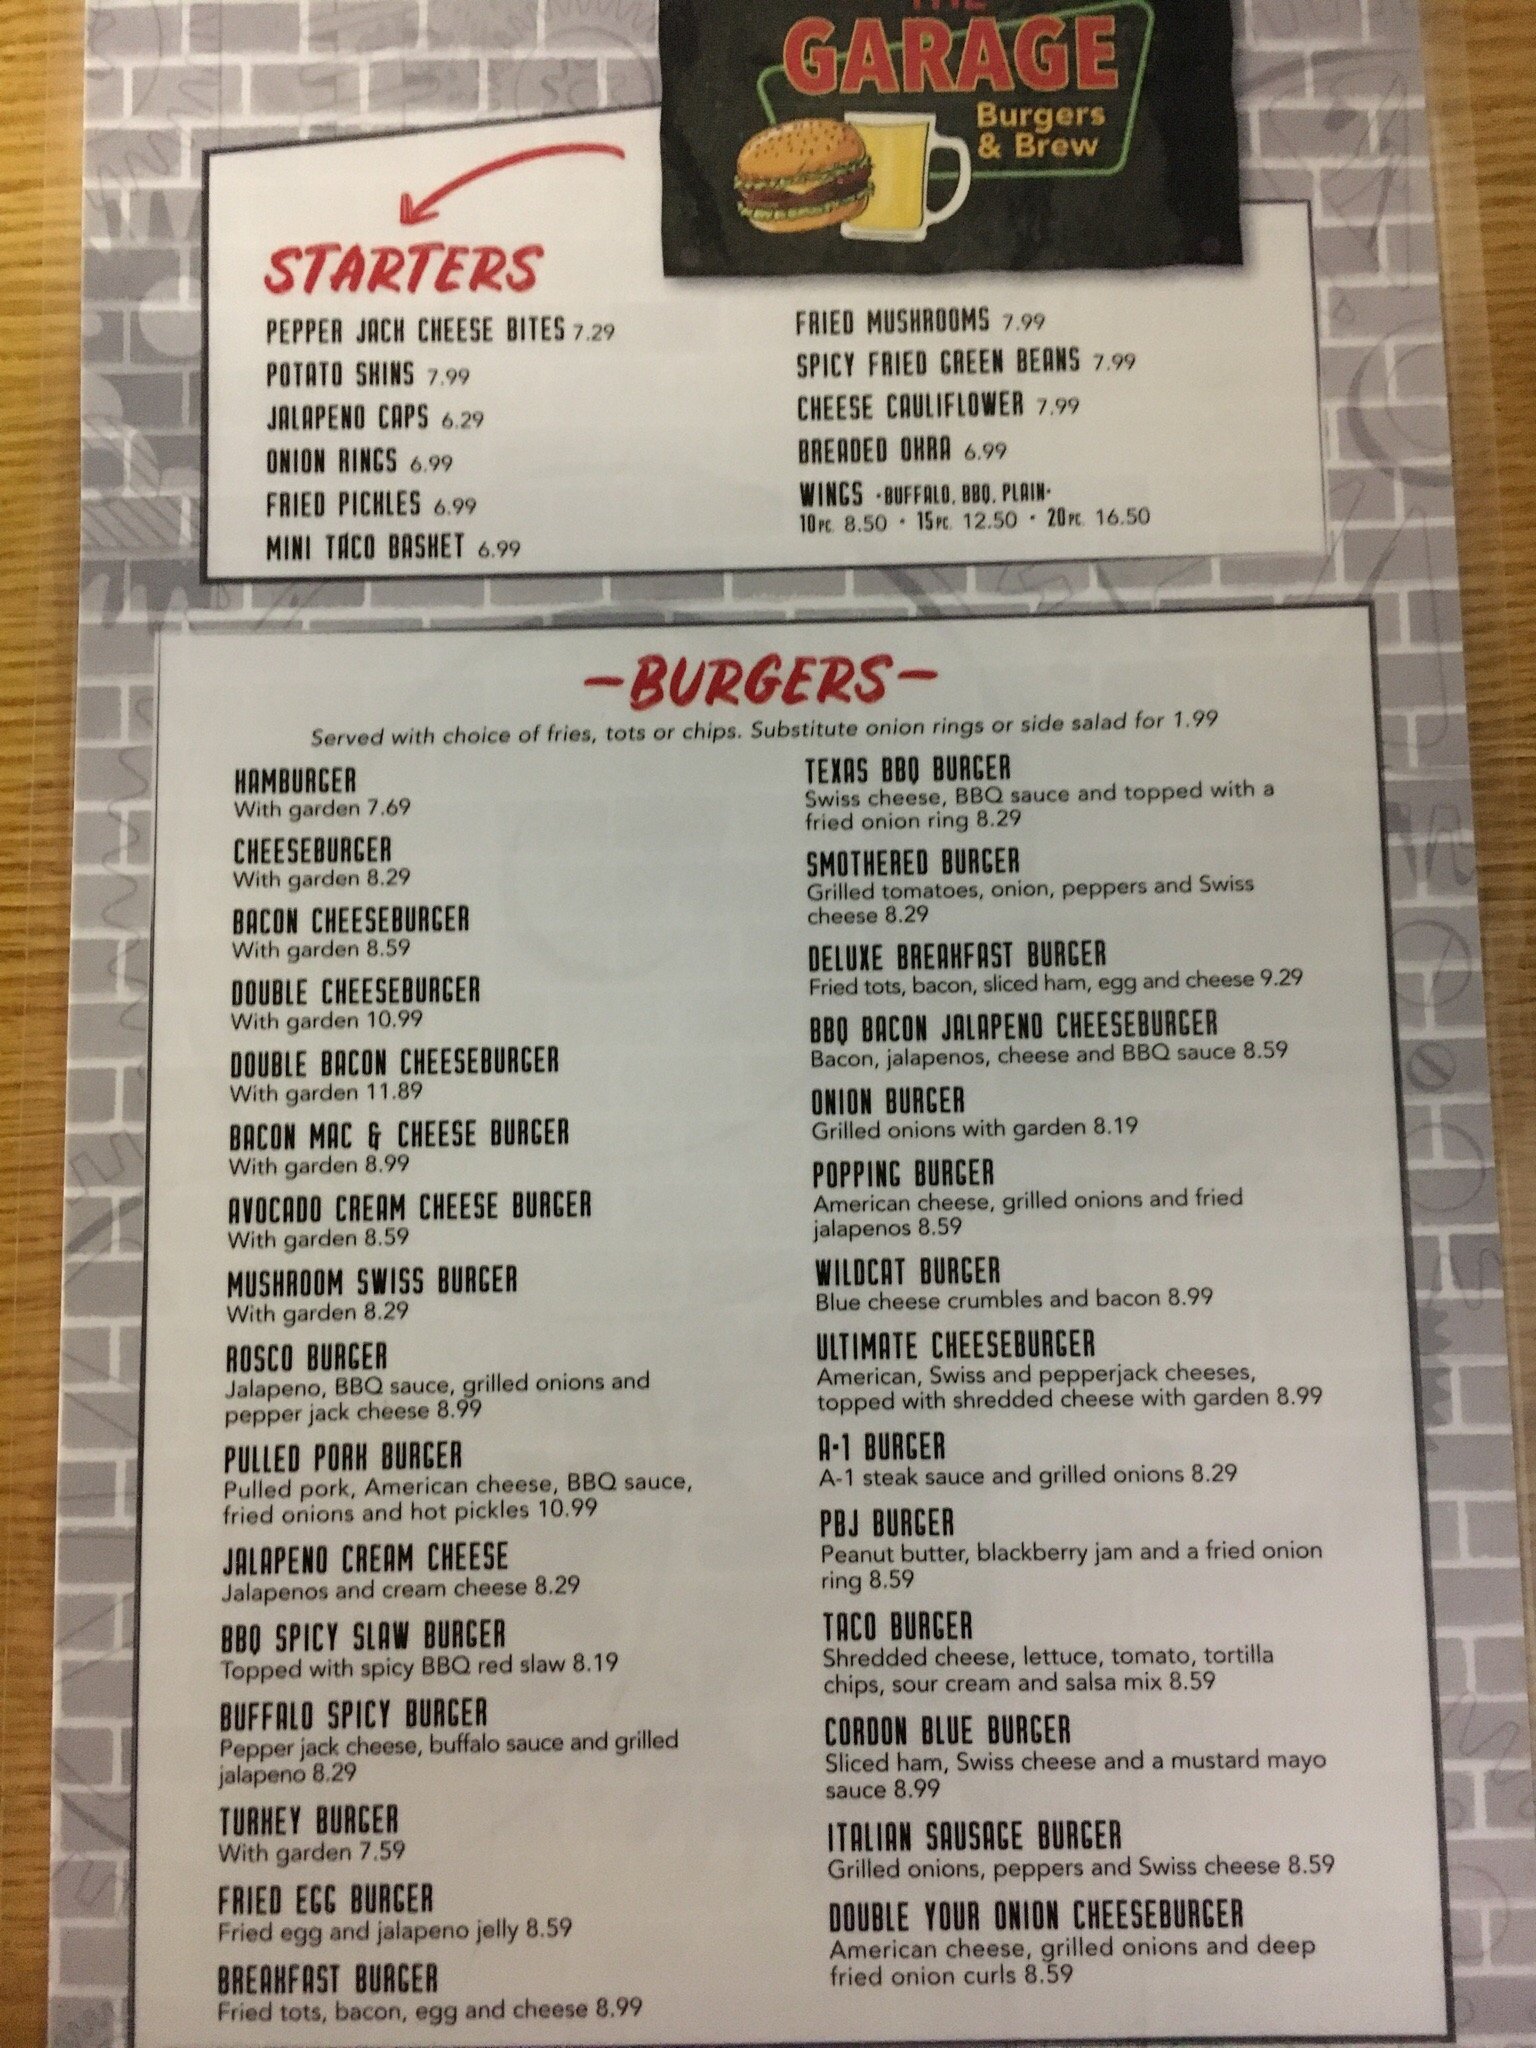 THE
GARAGE
Burgers
& Brew
STARTERS
PEPPER JACK CHEESE BITES 7.29
POTATO SKINS 7.99
JALAPENO CAPS 6.29
ONION RINGS 6.99
FRIED PICKLES 6.99
MINI TACO BASKET 6.99
FRIED MUSHROOMS 7.99
SPICY FRIED GREEN BEANS 7.99
CHEESE CAULIFLOWER 7.99
BREADED OKRA 6.99
WINGS -BUFFALO, BBQ, PLAIN-
10PC. 8.50 • 15PC. 12.50 • 20PC. 16.50
-BURGERS-
Served with choice of fries, tots or chips. Substitute onion rings or side salad for 1.99
HAMBURGER
With garden 7.69
CHEESEBURGER
With garden 8.29
BACON CHEESEBURGER
With garden 8.59
DOUBLE CHEESEBURGER
With garden 10.99
DOUBLE BACON CHEESEBURGER
With garden 11.89
BACON MAC & CHEESE BURGER
With garden 8.99
AVOCADO CREAM CHEESE BURGER
With garden 8.59
MUSHROOM SWISS BURGER
With garden 8.29
ROSCO BURGER
Jalapeno, BBQ sauce, grilled onions and
pepper jack cheese 8.99
PULLED PORK BURGER
Pulled pork, American cheese, BBQ sauce,
fried onions and hot pickles 10.99
JALAPENO CREAM CHEESE
Jalapenos and cream cheese 8.29
BBQ SPICY SLAW BURGER
Topped with spicy BBQ red slaw 8.19
BUFFALO SPICY BURGER
Pepper jack cheese, buffalo sauce and grilled
jalapeno 8.29
TURKEY BURGER
With garden 7.59
FRIED EGG BURGER
Fried egg and jalapeno jelly 8.59
BREAKFAST BURGER
Fried tots, bacon, egg and cheese 8.99
TEXAS BBQ BURGER
Swiss cheese, BBQ sauce and topped with a
fried onion ring 8.29
SMOTHERED BURGER
Grilled tomatoes, onion, peppers and Swiss
cheese 8.29
DELUXE BREAKFAST BURGER
Fried tots, bacon, sliced ham, egg and cheese 9.29
BBQ BACON JALAPENO CHEESEBURGER
Bacon, jalapenos, cheese and BBQ sauce 8.59
ONION BURGER
Grilled onions with garden 8.19
POPPING BURGER
American cheese, grilled onions and fried
jalapenos 8.59
WILDCAT BURGER
Blue cheese crumbles and bacon 8.99
ULTIMATE CHEESEBURGER
American, Swiss and pepperjack cheeses,
topped with shredded cheese with garden 8.99
A-1 BURGER
A-1 steak sauce and grilled onions 8.29
PBJ BURGER
Peanut butter, blackberry jam and a fried onion
ring 8.59
TACO BURGER
Shredded cheese, lettuce, tomato, tortilla
chips, sour cream and salsa mix 8.59
CORDON BLUE BURGER
Sliced ham, Swiss cheese and a mustard mayo
sauce 8.99
ITALIAN SAUSAGE BURGER
Grilled onions, peppers and Swiss cheese 8.59
DOUBLE YOUR ONION CHEESEBURGER
American cheese, grilled onions and deep
fried onion curls 8.59